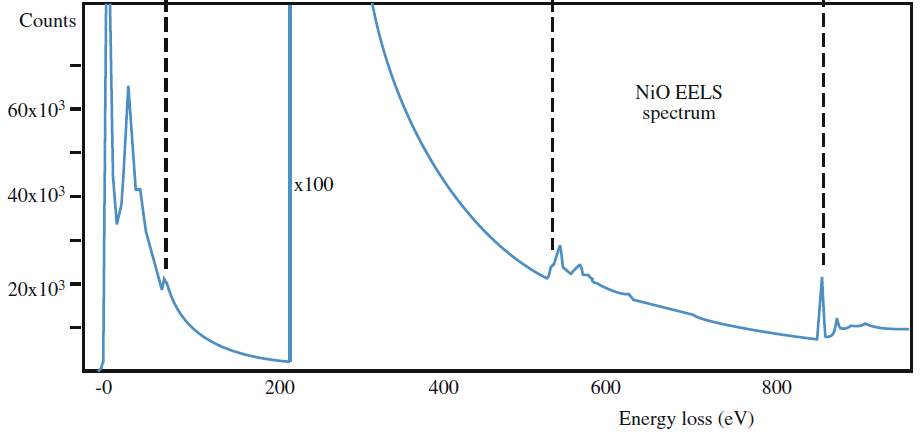 Counts
60x10³
40x10³
20x10³
x100
NiO EELS
spectrum
-0
200
400
600
800
Energy loss (eV)